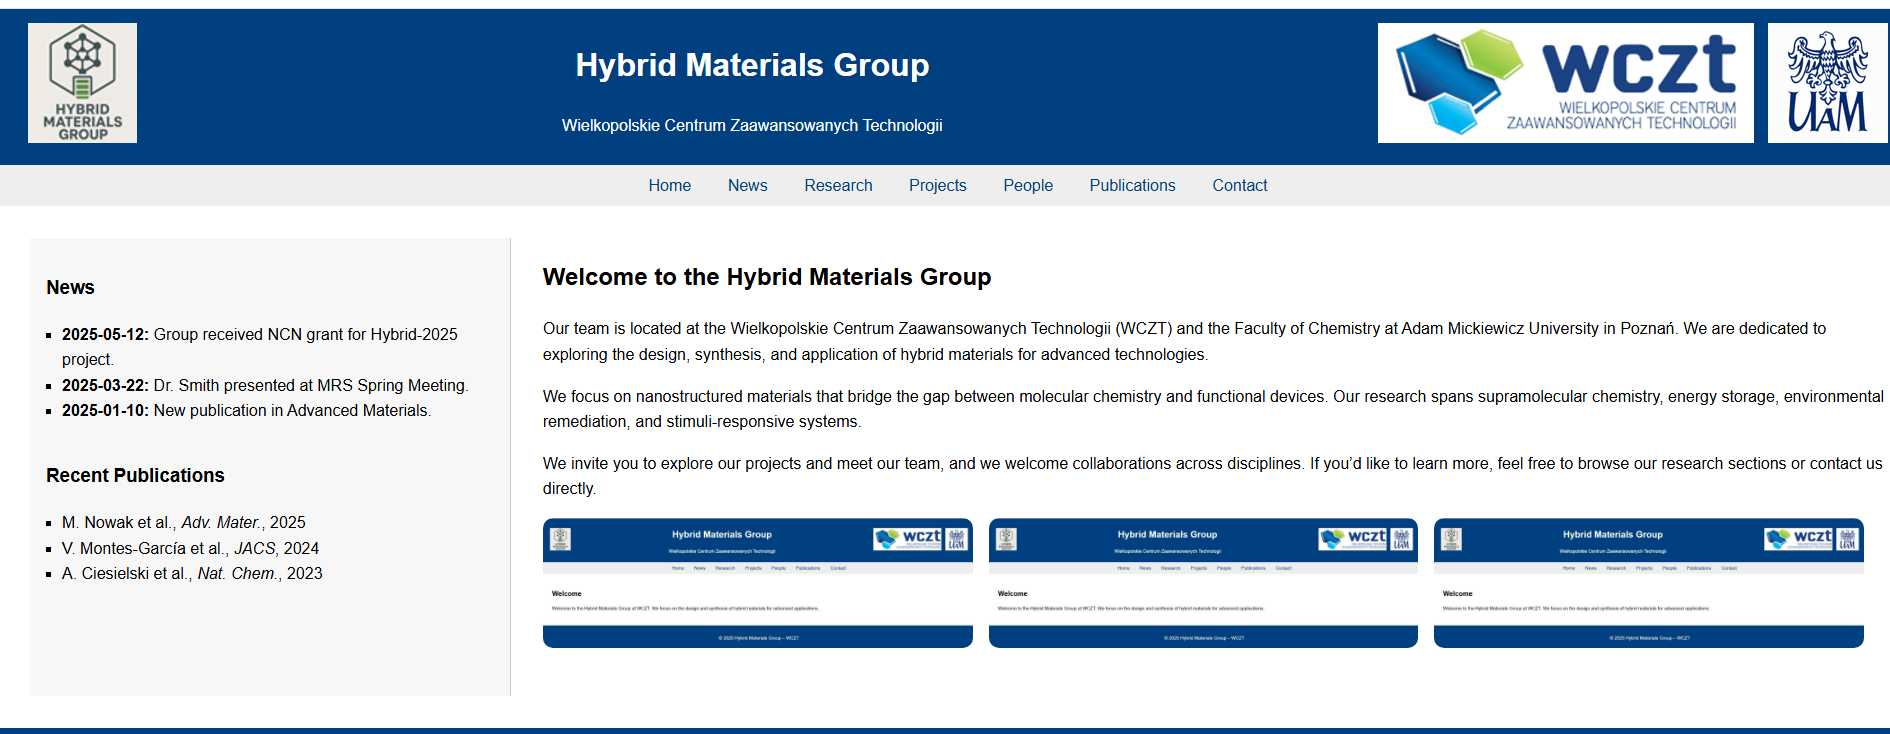 HYBRID
MATERIALS
GROUP
Hybrid Materials Group
Wielkopolskie Centrum Zaawansowanych Technologii
wczt
WIELKOPOLSKIE CENTRUM
ZAAWANSOWANYCH TECHNOLOGII
UAM
Home News Research Projects People Publications Contact
News
2025-05-12: Group received NCN grant for Hybrid-2025
project.
2025-03-22: Dr. Smith presented at MRS Spring Meeting.
2025-01-10: New publication in Advanced Materials.
Recent Publications
M. Nowak et al., Adv. Mater., 2025
V. Montes-García et al., JACS, 2024
A. Ciesielski et al., Nat. Chem., 2023
Welcome to the Hybrid Materials Group
Our team is located at the Wielkopolskie Centrum Zaawansowanych Technologii (WCZT) and the Faculty of Chemistry at Adam Mickiewicz University in Poznań. We are dedicated to
exploring the design, synthesis, and application of hybrid materials for advanced technologies.
We focus on nanostructured materials that bridge the gap between molecular chemistry and functional devices. Our research spans supramolecular chemistry, energy storage, environmental
remediation, and stimuli-responsive systems.
We invite you to explore our projects and meet our team, and we welcome collaborations across disciplines. If you’d like to learn more, feel free to browse our research sections or contact us
directly.
Hybrid Materials Group
Wielkopolskie Centrum Zaawansowanych Technologii
wczt
UAM
Home News Research Projects People Publications Contact
Welcome
Welcome to the Hybrid Materials Group at WCZT. We focus on the design and synthesis of hybrid materials for advanced applications.
© 2025 Hybrid Materials Group – WCZT
Hybrid Materials Group
Wielkopolskie Centrum Zaawansowanych Technologii
wczt
UAM
Home News Research Projects People Publications Contact
Welcome
Welcome to the Hybrid Materials Group at WCZT. We focus on the design and synthesis of hybrid materials for advanced applications.
© 2025 Hybrid Materials Group – WCZT
Hybrid Materials Group
Wielkopolskie Centrum Zaawansowanych Technologii
wczt
UAM
Home News Research Projects People Publications Contact
Welcome
Welcome to the Hybrid Materials Group at WCZT. We focus on the design and synthesis of hybrid materials for advanced applications.
© 2025 Hybrid Materials Group – WCZT